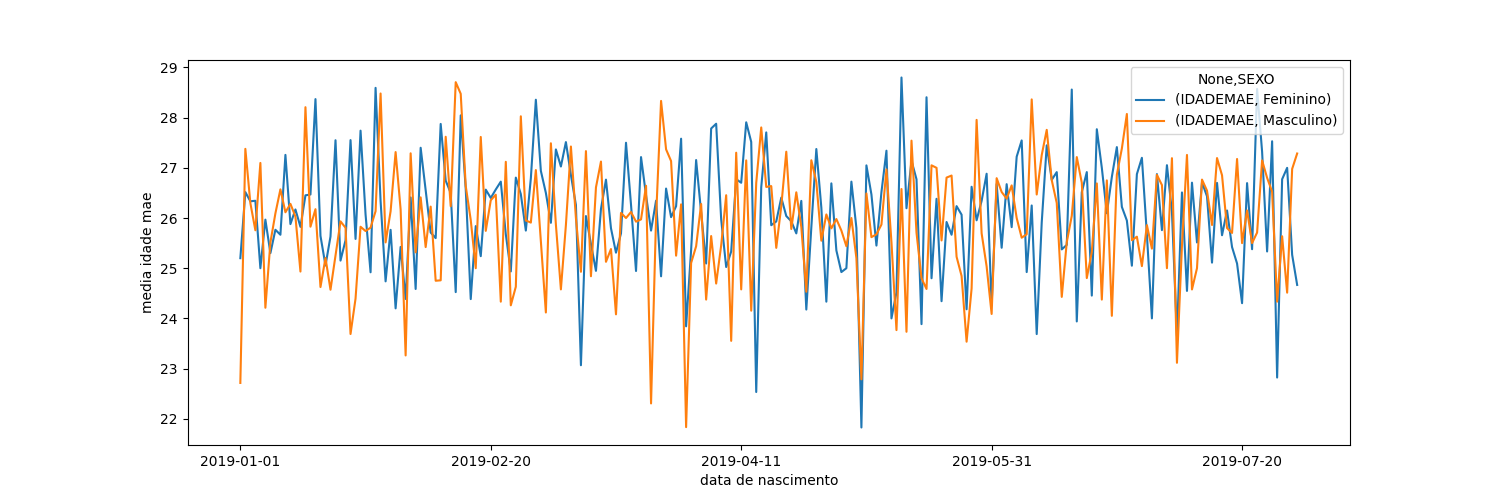 29
28
27
26
25
24
23
22
media idade mae
None,SEXO
(IDADEMAE, Feminino)
(IDADEMAE, Masculino)
2019-01-01 2019-02-20 2019-04-11 2019-05-31 2019-07-20
data de nascimento